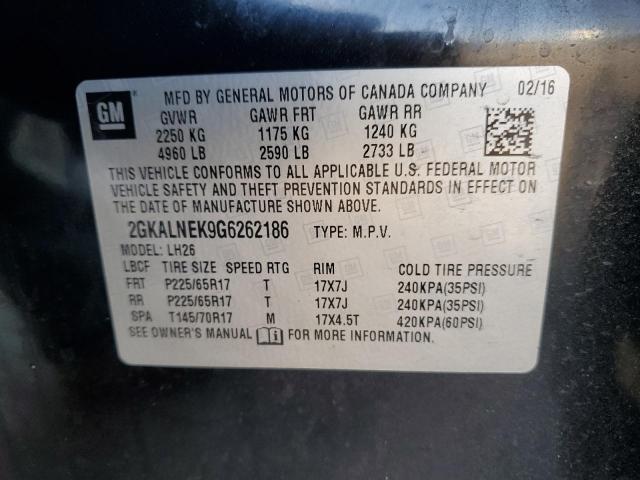 GM
MFD BY GENERAL MOTORS OF CANADA COMPANY 02/16
GVWR GAWR FRT GAWR RR
2250 KG 1175 KG 1240 KG
4960 LB 2590 LB 2733 LB
THIS VEHICLE CONFORMS TO ALL APPLICABLE U.S. FEDERAL MOTOR
VEHICLE SAFETY AND THEFT PREVENTION STANDARDS IN EFFECT ON
THE DATE OF MANUFACTURE SHOWN ABOVE.
2GKALNEK9G6262186 TYPE: M.P.V.
MODEL: LH26
LBCF TIRE SIZE SPEED RTG RIM COLD TIRE PRESSURE
FRT P225/65R17 T 17X7J 240KPA(35PSI)
RR P225/65R17 T 17X7J 240KPA(35PSI)
SPA T145/70R17 M 17X4.5T 420KPA(60PSI)
SEE OWNER'S MANUAL FOR MORE INFORMATION.